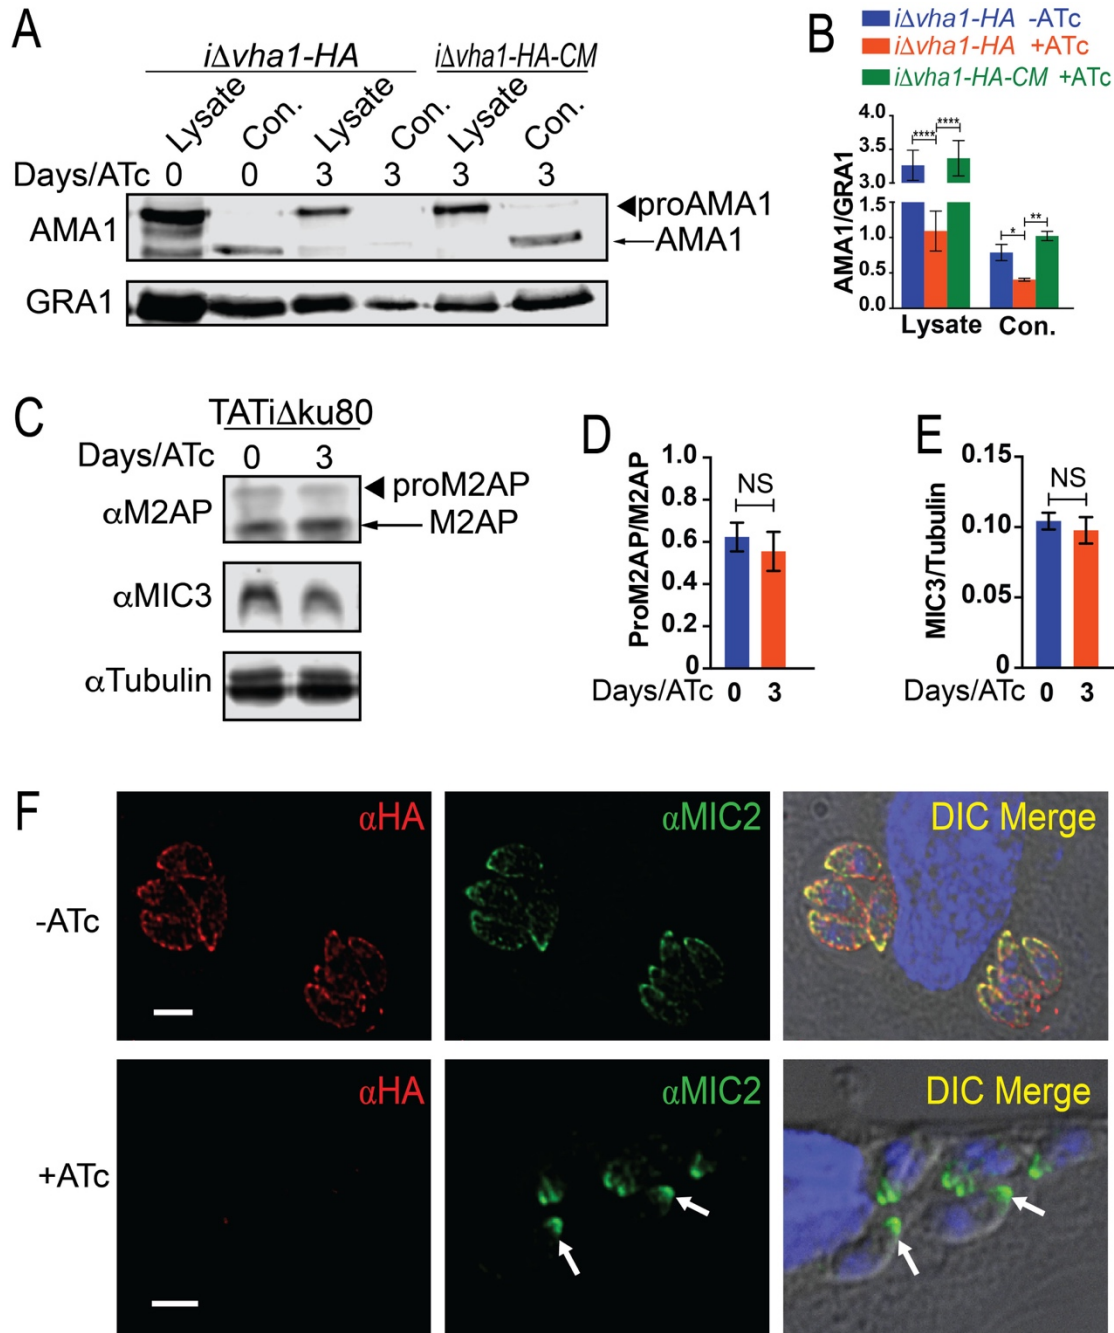 A
iΔvha1-HA
iΔvha1-HA-CM
Lysate Con. Lysate Con. Lysate Con.
Days/ATc 0 0 3 3 3 3
AMA1
proAMA1
AMA1
GRA1
B
iΔvha1-HA -ATc
iΔvha1-HA +ATc
iΔvha1-HA-CM +ATc
AMA1/GRA1
4.0
3.5
3.0
1.5
1.0
0.5
0.0
**** ****
* **
Lysate Con.
C
TATiΔku80
Days/ATc 0 3
αM2AP
proM2AP
M2AP
αMIC3
αTubulin
D
ProM2AP/M2AP
1.0
0.8
0.6
0.4
0.2
0
NS
Days/ATc 0 3
E
MIC3/Tubulin
0.15
0.10
0.05
0
NS
Days/ATc 0 3
F
-ATc
αHA
αMIC2
DIC Merge
+ATc
αHA
αMIC2
DIC Merge